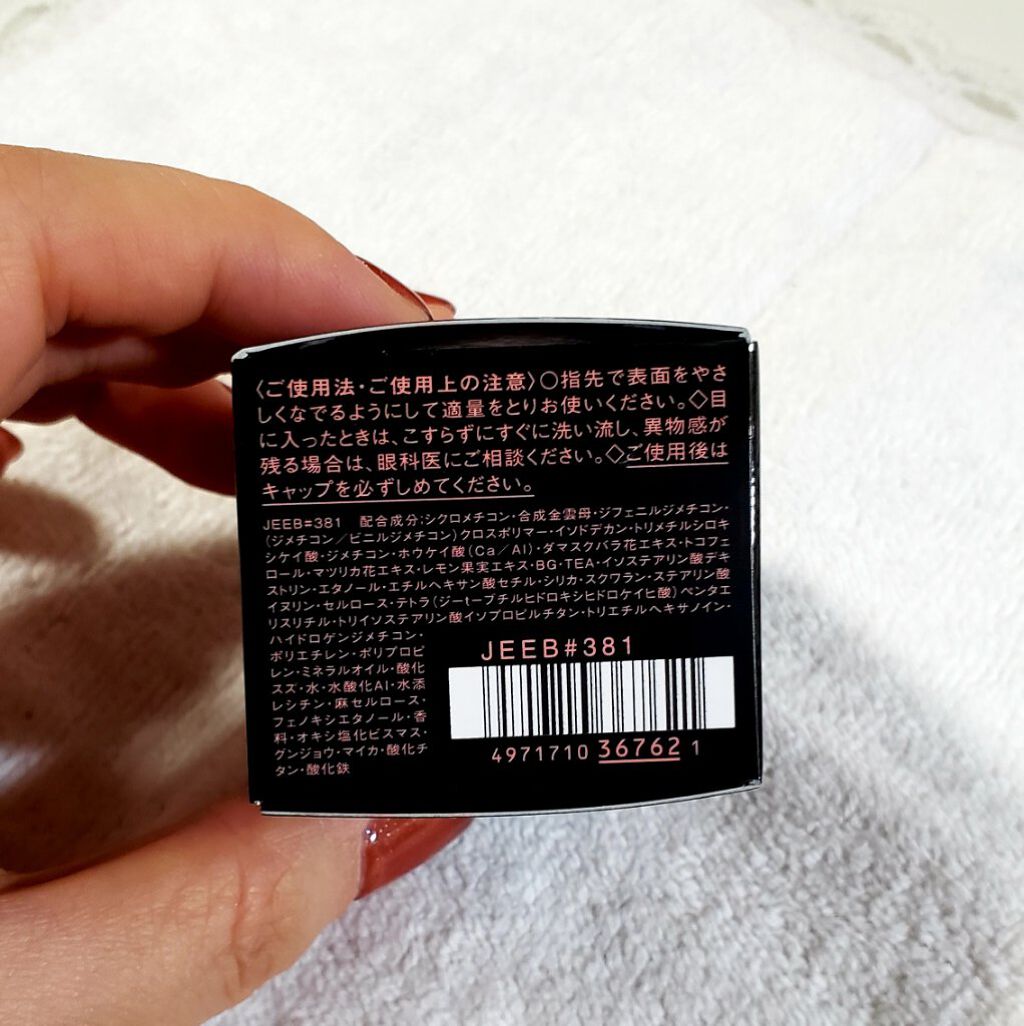 〈ご使用法・ご使用上の注意〉○指先で表面をやさ
しくなでるようにして適量をとりお使いください。◇目
に入ったときは、こすらずにすぐに洗い流し、異物感が
残る場合は、眼科医にご相談ください。◇ご使用後は
キャップを必ずしめてください。
JEEB=381 配合成分:シクロメチコン・合成金雲母・ジフェニルジメチコン・
(ジメチコン/ビニルジメチコン)クロスポリマー・イソドデカン・トリメチルシロキ
シケイ酸・ジメチコン・ホウケイ酸(Ca/Al)・ダマスクバラ花エキス・トコフェ
ロール・マツリカ花エキス・レモン果実エキス・BG・TEA・イソステアリン酸デキ
ストリン・エタノール・エチルヘキサン酸セチル・シリカ・スクワラン・ステアリン酸
イヌリン・セルロース・テトラ(ジーtーブチルヒドロキシヒドロケイヒ酸)ペンタエ
リスリチル・トリイソステアリン酸イソプロピルチタン・トリエチルヘキサノイン・
ハイドロゲンジメチコン・
ポリエチレン・ポリプロピ
レン・ミネラルオイル・酸化
スズ・水・水酸化Al・水添
レシチン・麻セルロース・
フェノキシエタノール・香
料・オキシ塩化ビスマス・
グンジョウ・マイカ・酸化チ
タン・酸化鉄
JEEB#381
4971710 36762 1